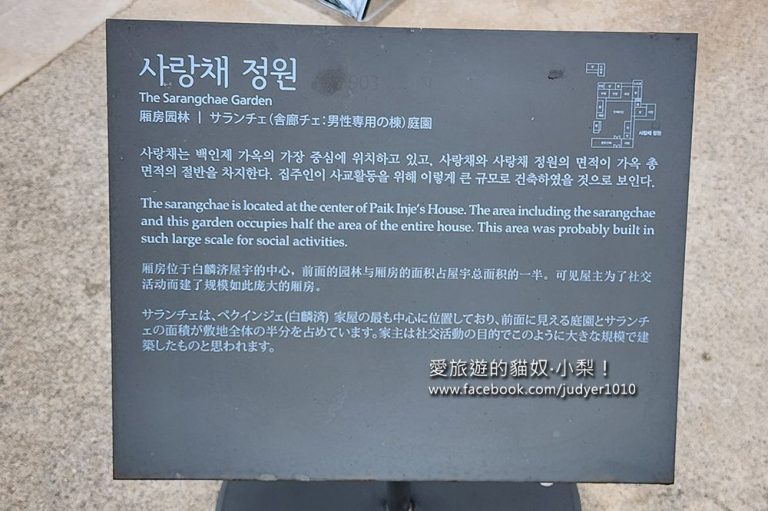 사랑채 정원
The Sarangchae Garden
厢房园林 | サランチェ(舎廊チェ:男性専用の棟)庭園
사랑채 정원
사랑채는 백인제 가옥의 가장 중심에 위치하고 있고, 사랑채와 사랑채 정원의 면적이 가옥 총
면적의 절반을 차지한다. 집주인이 사교활동을 위해 이렇게 큰 규모로 건축하였을 것으로 보인다.
The sarangchae is located at the center of Paik Inje's House. The area including the sarangchae
and this garden occupies half the area of the entire house. This area was probably built in
such large scale for social activities.
厢房位于白麟济屋宇的中心，前面的园林与厢房的面积占屋宇总面积的一半。可见屋主为了社交
活动而建了规模如此庞大的厢房。
サランチェは、ペクインジェ(白麟済) 家屋の最も中心に位置しており、前面に見える庭園とサランチ
ェの面積が敷地全体の半分を占めています。家主は社交活動の目的でこのように大きな規模で建
築したものと思われます。
愛旅遊的貓奴·小梨！
www.facebook.com/judyer1010